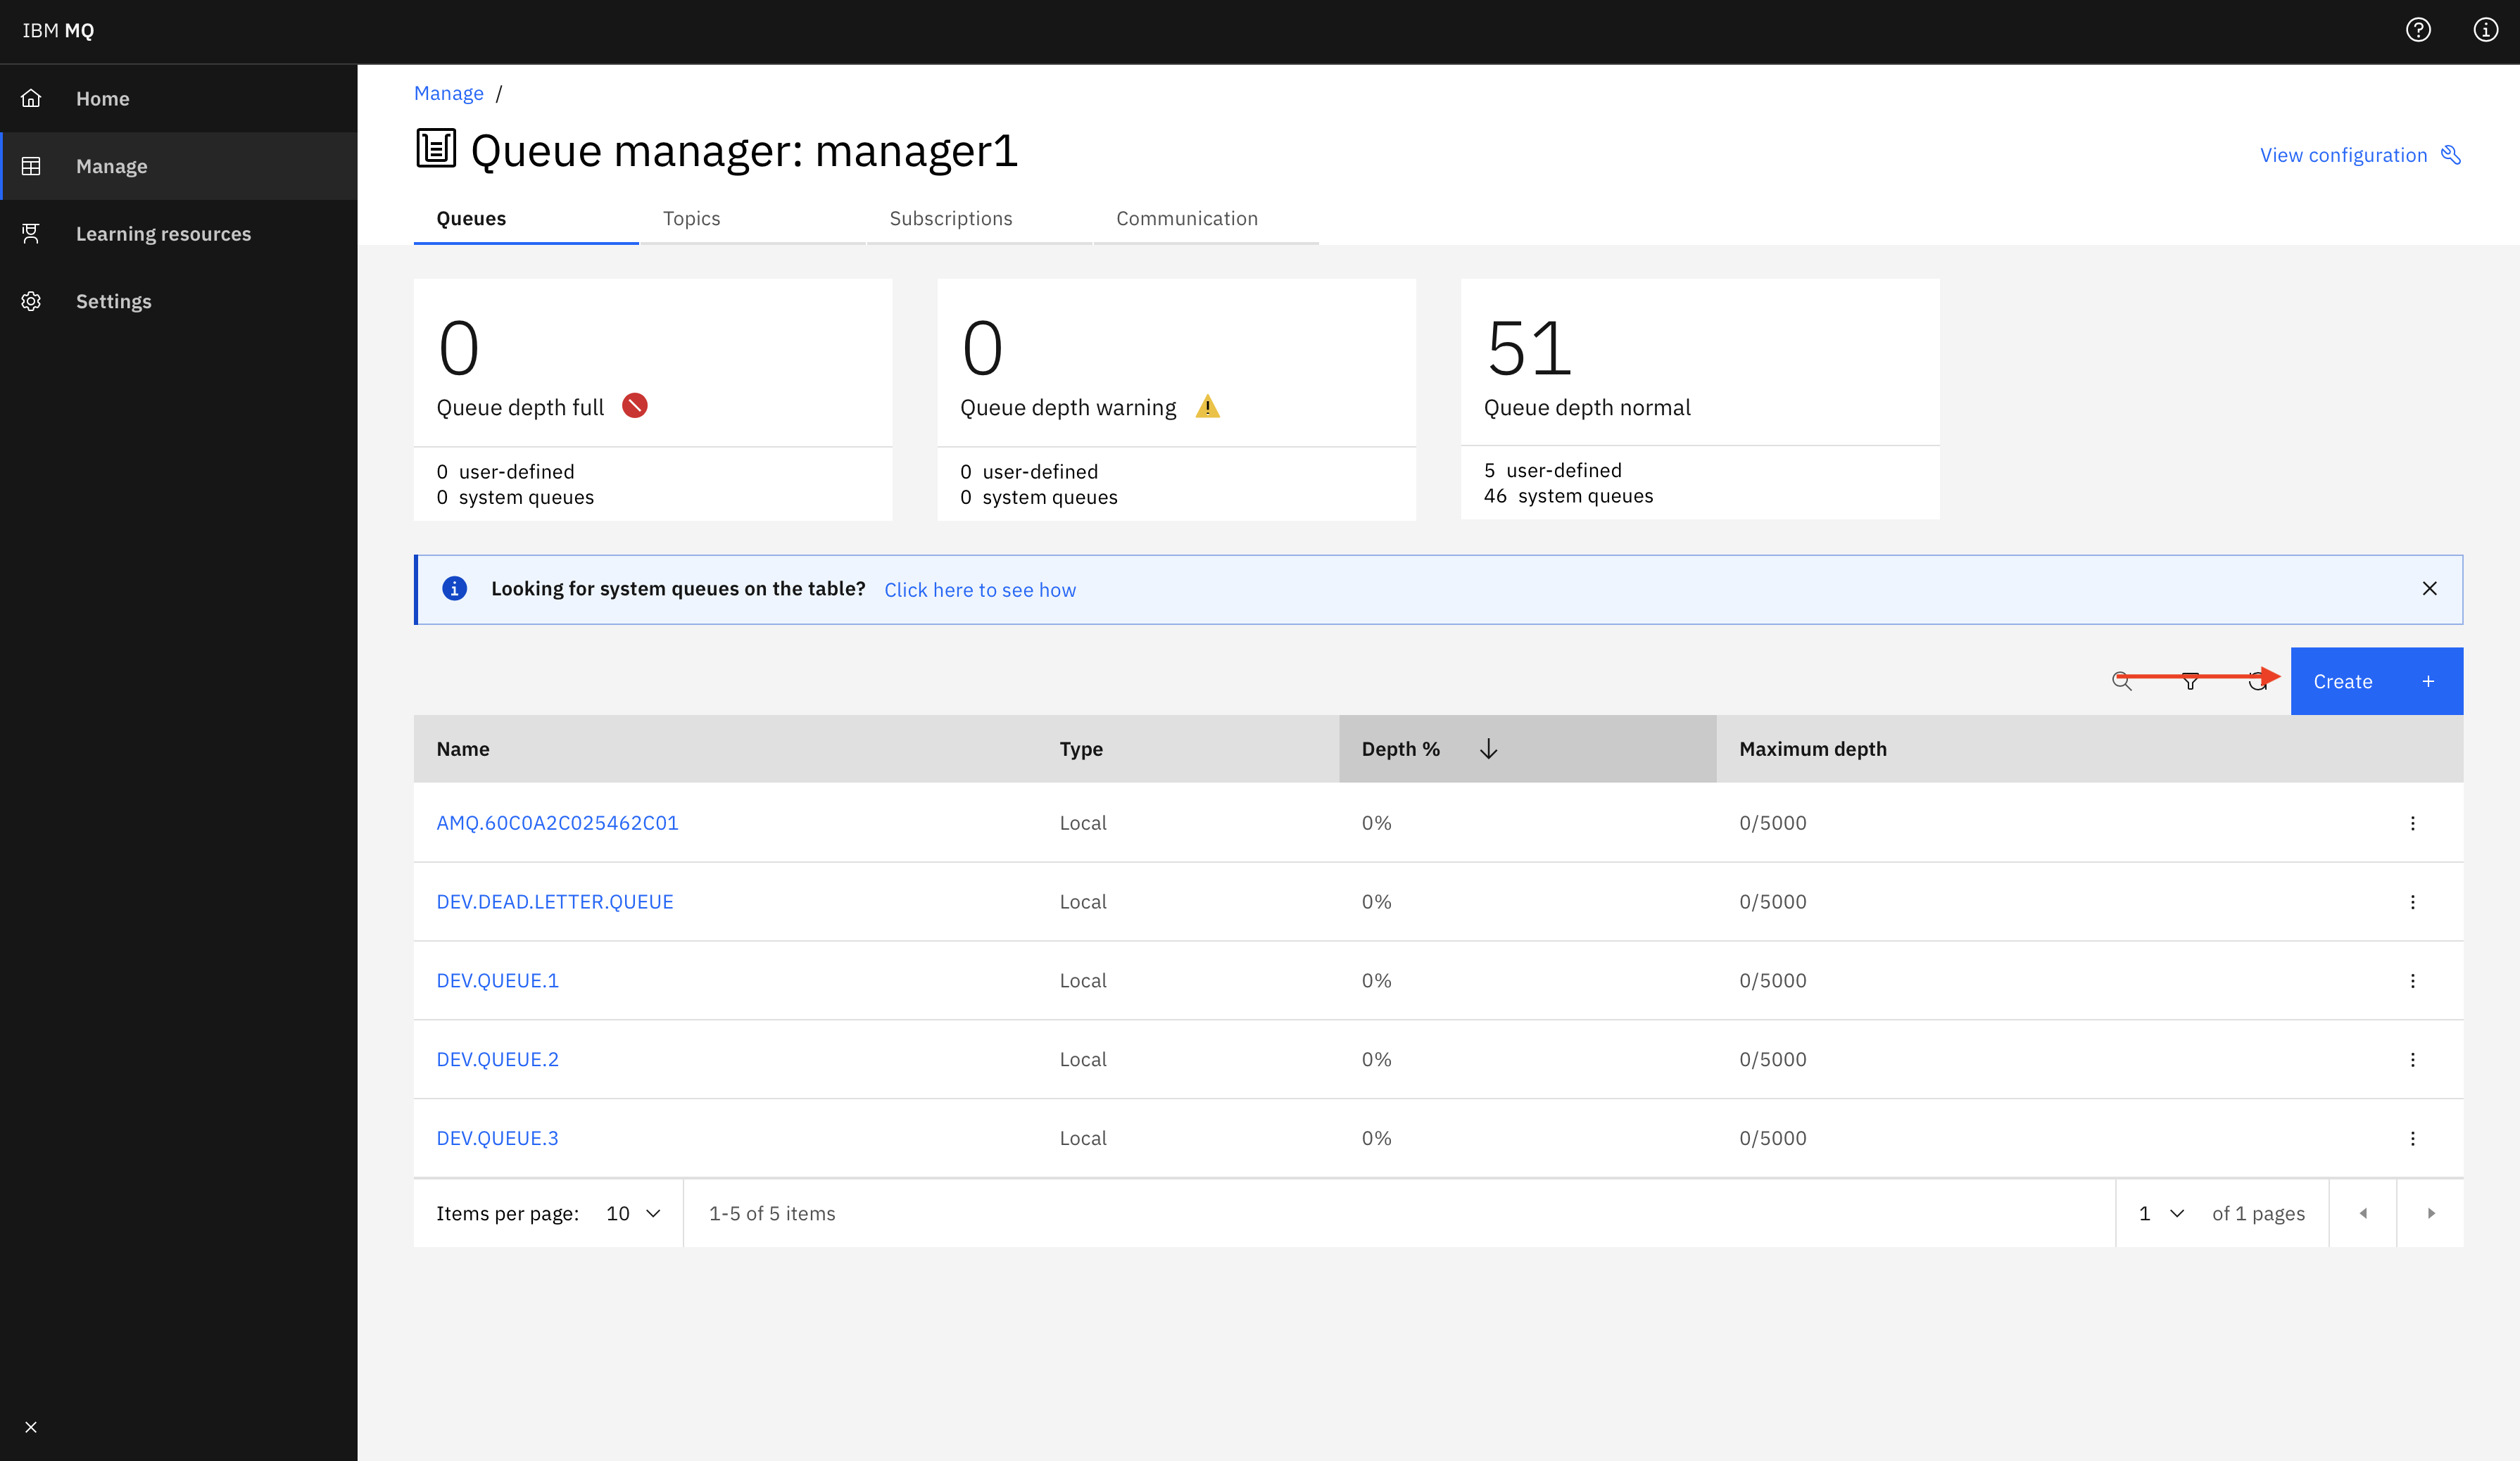 IBM MQ
Home
Manage
Learning resources
Settings
Manage /
Queue manager: manager1
View configuration
Queues Topics Subscriptions Communication
0
Queue depth full
0 user-defined
0 system queues
0
Queue depth warning
0 user-defined
0 system queues
51
Queue depth normal
5 user-defined
46 system queues
Looking for system queues on the table? Click here to see how
Create +
Name Type Depth % Maximum depth
AMQ.60C0A2C025462C01 Local 0% 0/5000
DEV.DEAD.LETTER.QUEUE Local 0% 0/5000
DEV.QUEUE.1 Local 0% 0/5000
DEV.QUEUE.2 Local 0% 0/5000
DEV.QUEUE.3 Local 0% 0/5000
Items per page: 10 1-5 of 5 items 1 of 1 pages